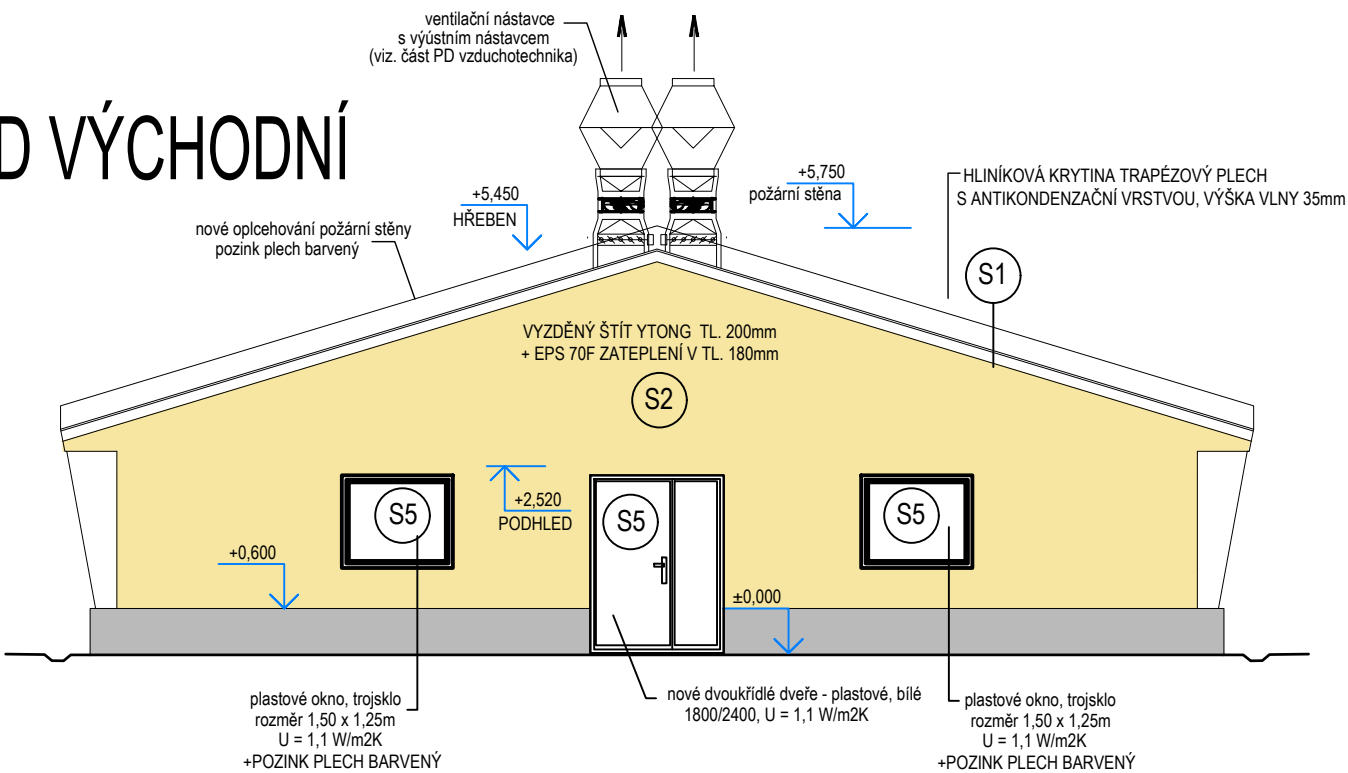 ventilační nástavce
s výústním nástavcem
(viz. část PD vzduchotechnika)
D VÝCHODNÍ
+5,450
HŘEBEN
+5,750
požární stěna
HLINÍKOVÁ KRYTINA TRAPÉZOVÝ PLECH
S ANTIKONDENZAČNÍ VRSTVOU, VÝŠKA VLNY 35mm
nové oplcehování požární stěny
pozink plech barvený
S1
VYZDĚNÝ ŠTÍT YTONG TL. 200mm
+ EPS 70F ZATEPLENÍ V TL. 180mm
S2
S5
+2,520
PODHLED
S5
S5
+0,600
±0,000
plastové okno, trojsklo
rozměr 1,50 x 1,25m
U = 1,1 W/m2K
+POZINK PLECH BARVENÝ
nové dvoukřídlé dveře - plastové, bílé
1800/2400, U = 1,1 W/m2K
plastové okno, trojsklo
rozměr 1,50 x 1,25m
U = 1,1 W/m2K
+POZINK PLECH BARVENÝ